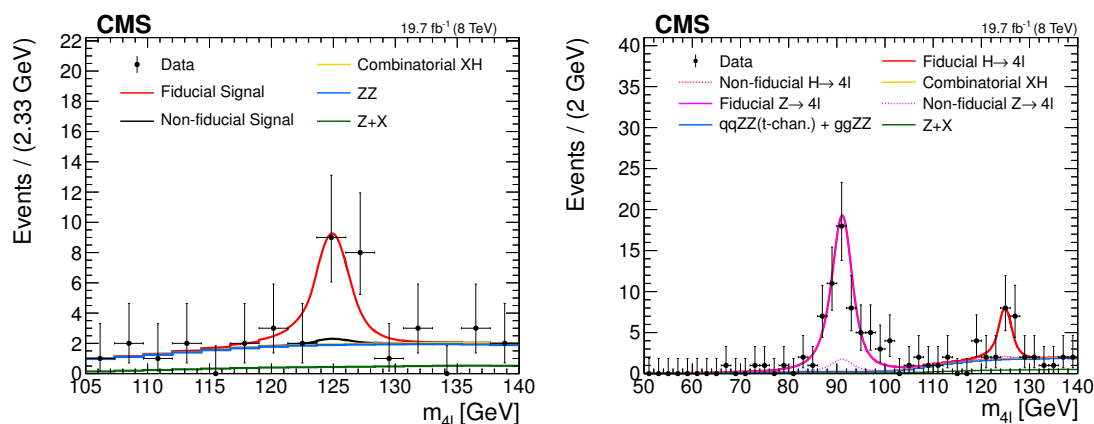 CMS
19.7 fb⁻¹ (8 TeV)
Events / (2.33 GeV)
22
20
18
16
14
12
10
8
6
4
2
0
Data
Fiducial Signal
Non-fiducial Signal
Combinatorial XH
ZZ
Z+X
105 110 115 120 125 130 135 140
m4l [GeV]
CMS
19.7 fb⁻¹ (8 TeV)
Events / (2 GeV)
40
35
30
25
20
15
10
5
0
Data
Non-fiducial H→ 4l
Fiducial Z→ 4l
qqZZ(t-chan.) + ggZZ
Fiducial H→ 4l
Combinatorial XH
Non-fiducial Z→ 4l
Z+X
50 60 70 80 90 100 110 120 130 140
m4l [GeV]